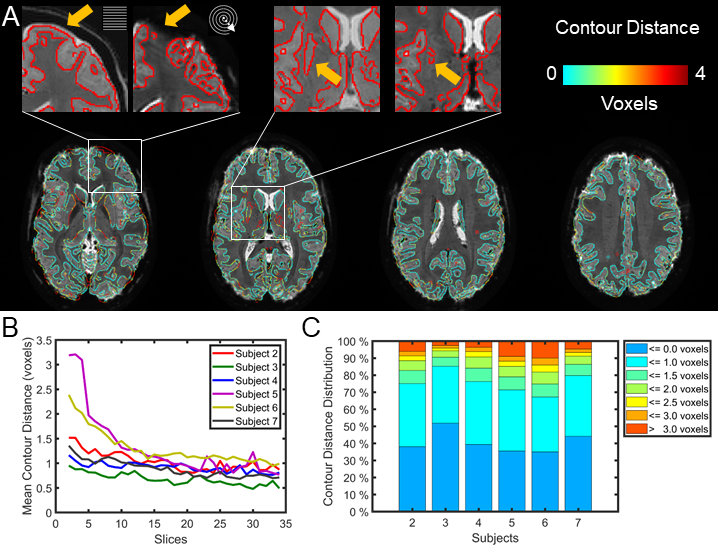 A
Contour Distance
0
4
Voxels
B
Mean Contour Distance (voxels)
3.5
3
2.5
2
1.5
1
0.5
0
0 5 10 15 20 25 30 35
Slices
Subject 2
Subject 3
Subject 4
Subject 5
Subject 6
Subject 7
C
Contour Distance Distribution
100 %
90 %
80 %
70 %
60 %
50 %
40 %
30 %
20 %
10 %
0 %
2 3 4 5 6 7
Subjects
<= 0.0 voxels
<= 1.0 voxels
<= 1.5 voxels
<= 2.0 voxels
<= 2.5 voxels
<= 3.0 voxels
> 3.0 voxels